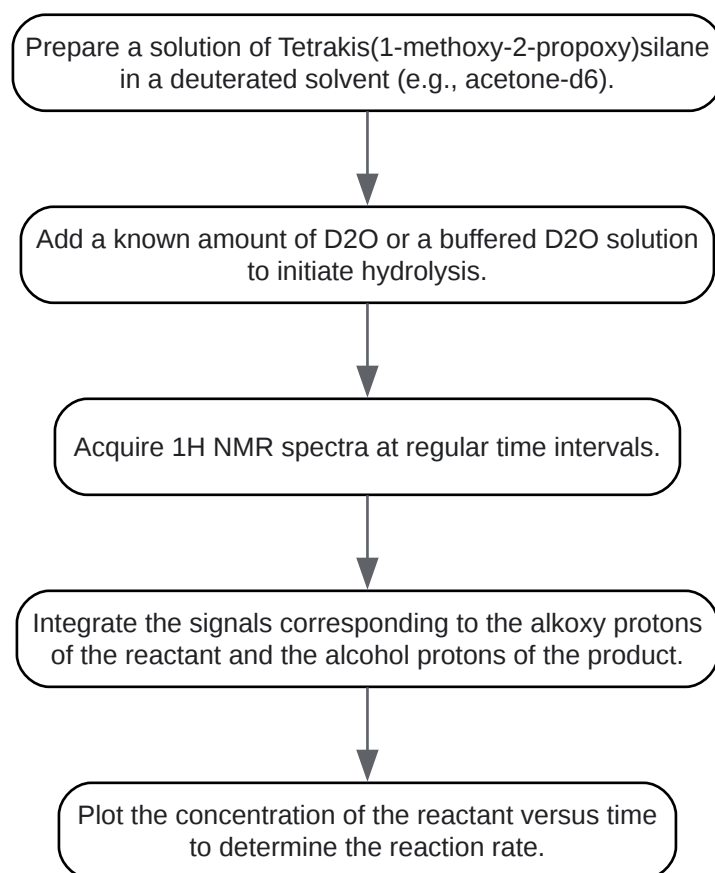 Prepare a solution of Tetrakis(1-methoxy-2-propoxy)silane
in a deuterated solvent (e.g., acetone-d6).
Add a known amount of D2O or a buffered D2O solution
to initiate hydrolysis.
Acquire 1H NMR spectra at regular time intervals.
Integrate the signals corresponding to the alkoxy protons
of the reactant and the alcohol protons of the product.
Plot the concentration of the reactant versus time
to determine the reaction rate.